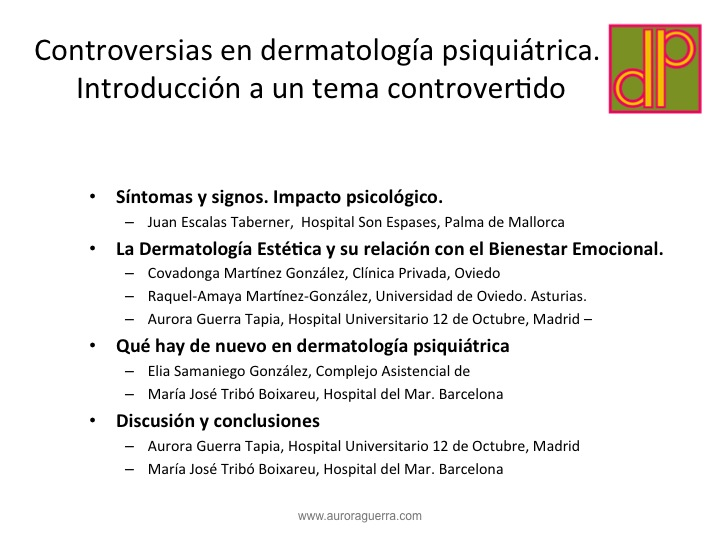 Controversias en dermatología psiquiátrica.
Introducción a un tema controvertido
dp
• Síntomas y signos. Impacto psicológico.
– Juan Escalas Taberner,  Hospital Son Espases, Palma de Mallorca
• La Dermatología Estética y su relación con el Bienestar Emocional.
– Covadonga Martínez González, Clínica Privada, Oviedo
– Raquel-Amaya Martínez-González, Universidad de Oviedo. Asturias.
– Aurora Guerra Tapia, Hospital Universitario 12 de Octubre, Madrid –
• Qué hay de nuevo en dermatología psiquiátrica
– Elia Samaniego González, Complejo Asistencial de
– María José Tribó Boixareu, Hospital del Mar. Barcelona
• Discusión y conclusiones
– Aurora Guerra Tapia, Hospital Universitario 12 de Octubre, Madrid
– María José Tribó Boixareu, Hospital del Mar. Barcelona
www.auroraguerra.com